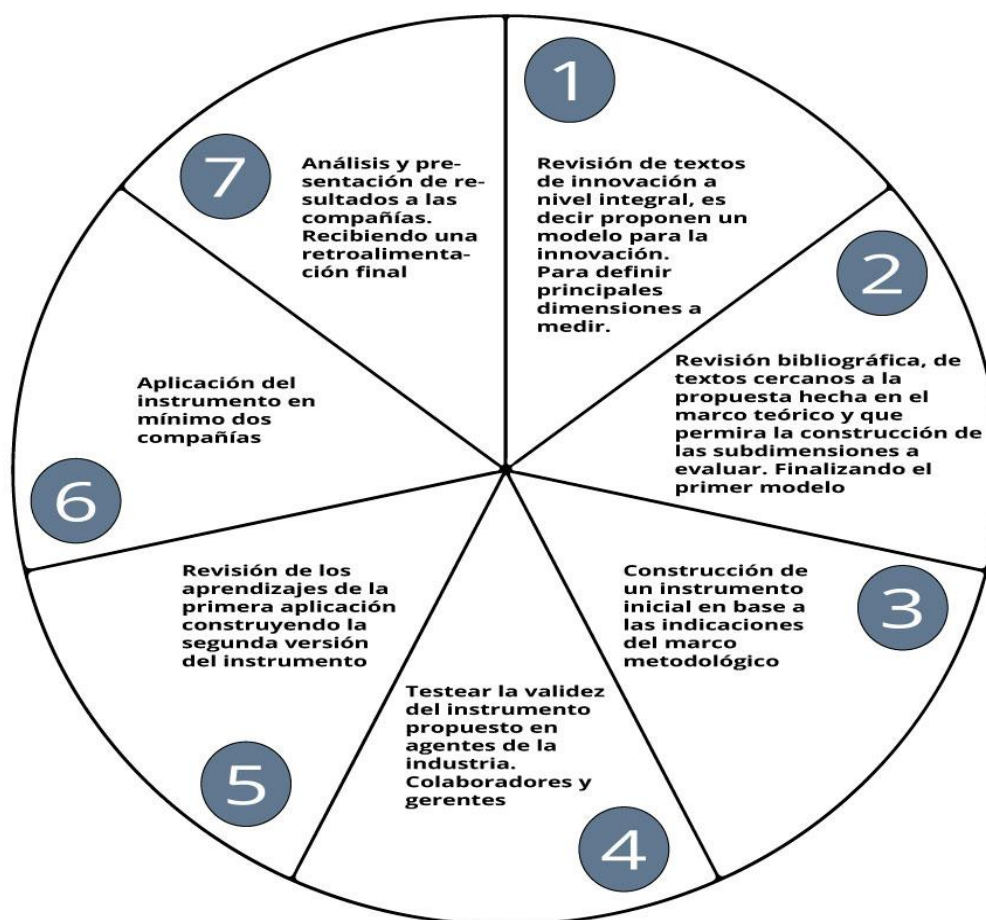 1
Revisión de textos
de innovación a
nivel integral, es
decir proponen un
modelo para la
innovación.
Para definir
principales
dimensiones a
medir.
2
Revisión bibliográfica, de
textos cercanos a la
propuesta hecha en el
marco teórico y que
permira la construcción de
las subdimensiones a
evaluar. Finalizando el
primer modelo
3
Construcción de
un instrumento
inicial en base a
las indicaciones
del marco
metodológico
4
Testear la validez
del instrumento
propuesto en
agentes de la
industria.
Colaboradores y
gerentes
5
Revisión de los
aprendizajes de la
primera aplicación
construyendo la
segunda versión
del instrumento
6
Aplicación del
instrumento en
mínimo dos
compañías
7
Análisis y pre-
sentación de re-
sultados a las
compañías.
Recibiendo una
retroalimenta-
ción final